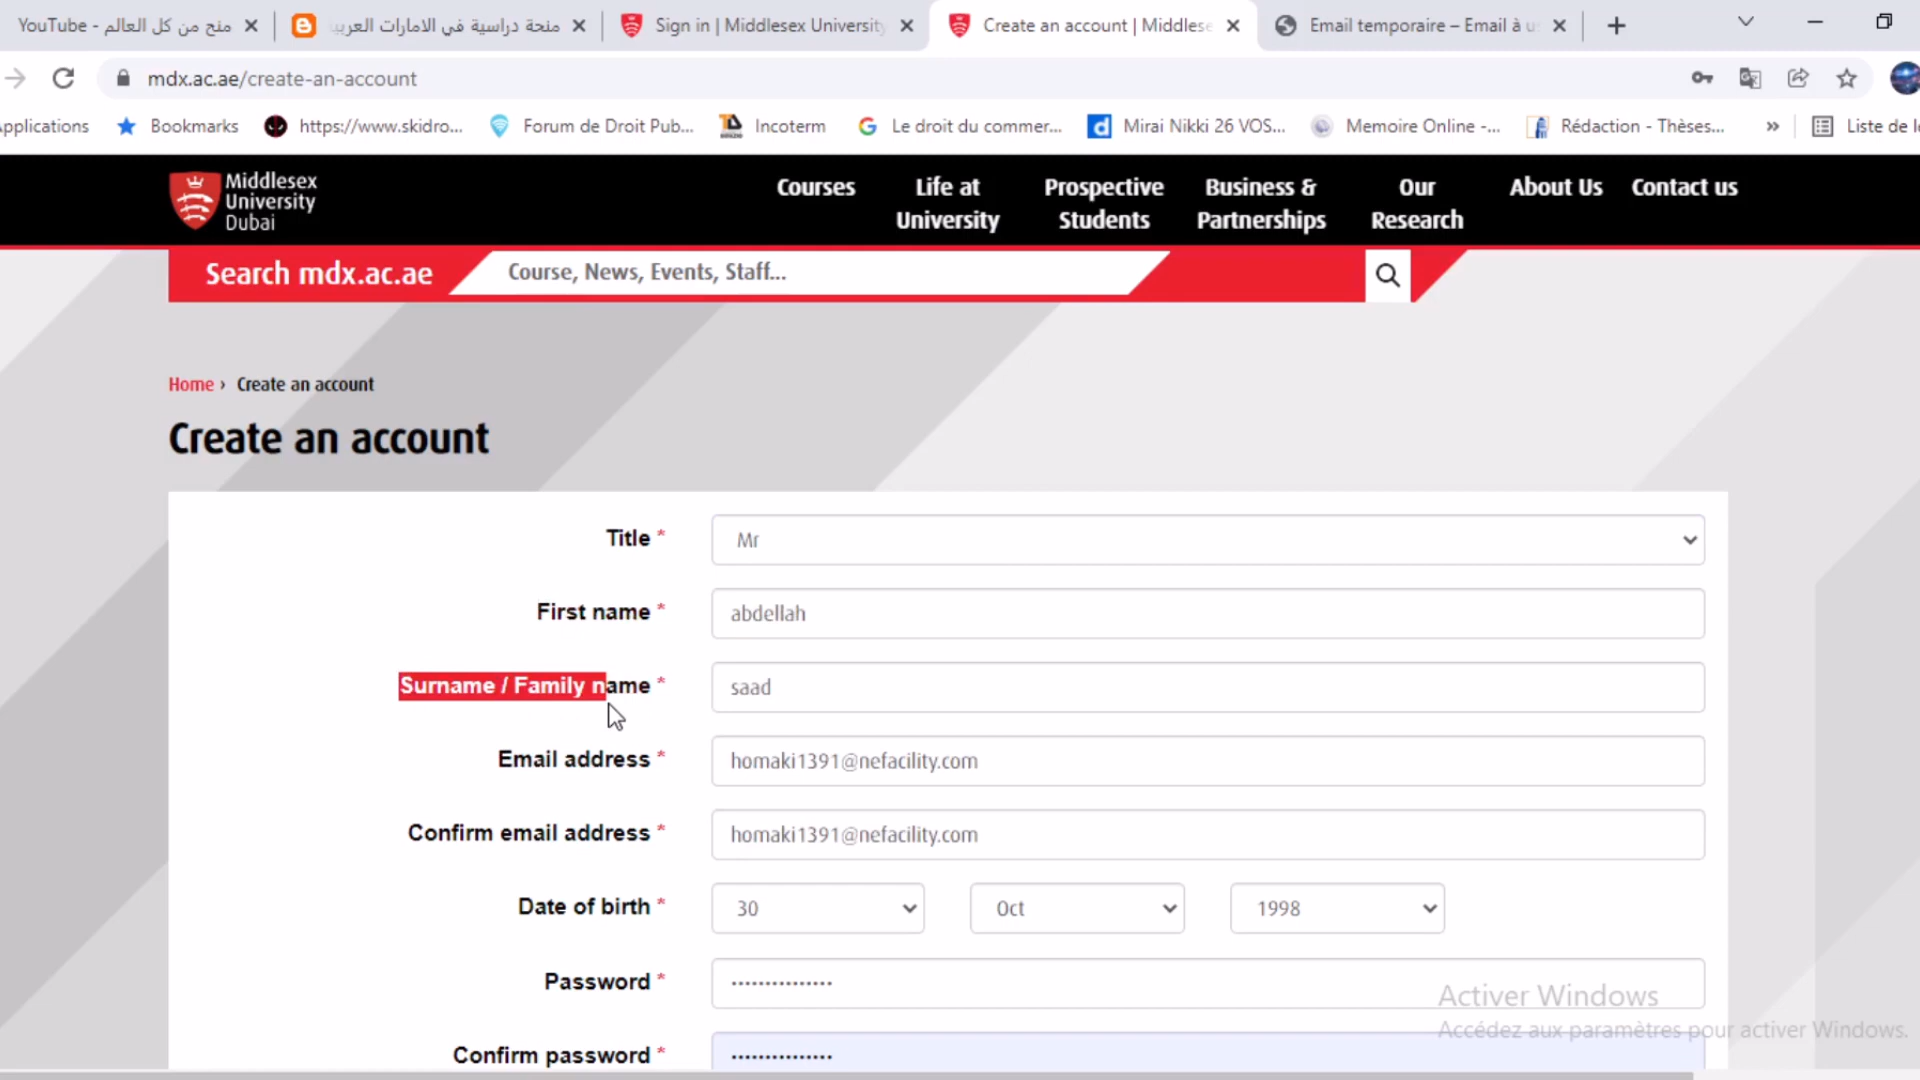 YouTube - منح من كل العالم
منحة دراسية في الامارات العربية
Sign in | Middlesex University
Create an account | Middlese
Email temporaire – Email à us
mdx.ac.ae/create-an-account
pplications
Bookmarks
https://www.skidro...
Forum de Droit Pub...
Incoterm
Le droit du commer...
Mirai Nikki 26 VOS...
Memoire Online -...
Rédaction - Thèses...
»
Liste de le
Middlesex
University
Dubai
Courses
Life at
University
Prospective
Students
Business &
Partnerships
Our
Research
About Us
Contact us
Search mdx.ac.ae
Course, News, Events, Staff...
Home › Create an account
Create an account
Title *
Mr
First name *
abdellah
Surname / Family name *
saad
Email address *
homaki1391@nefacility.com
Confirm email address *
homaki1391@nefacility.com
Date of birth *
30
Oct
1998
Password *
•••••••••••••••
Confirm password *
•••••••••••••••
Activer Windows
Accédez aux paramètres pour activer Windows.